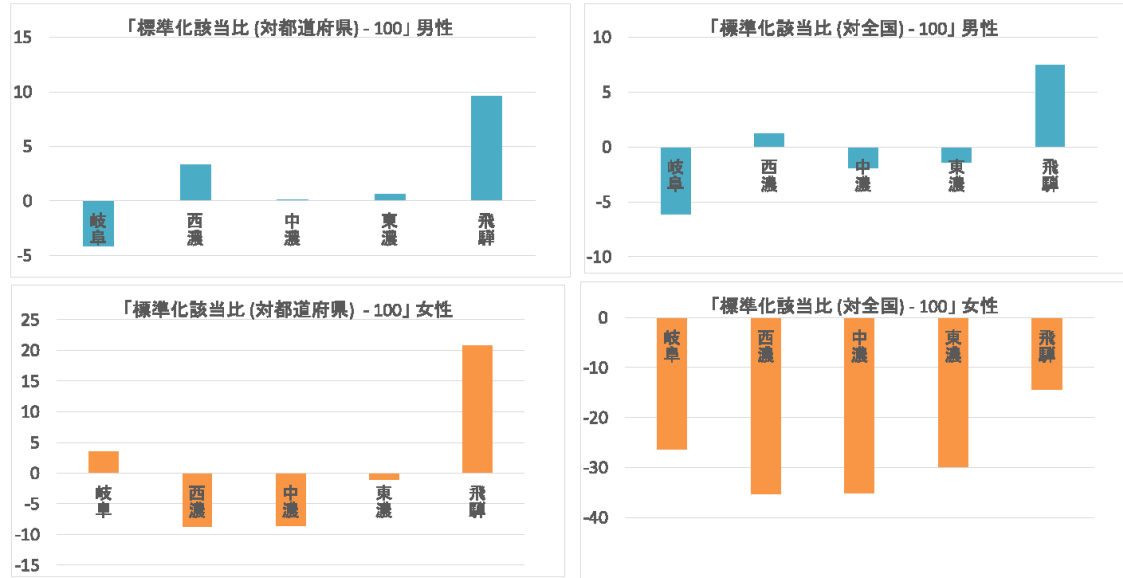 「標準化該当比 (対都道府県) - 100」 男性
15
10
5
0
-5
岐阜
西濃
中濃
東濃
飛騨
「標準化該当比 (対全国) - 100」 男性
10
5
0
-5
-10
岐阜
西濃
中濃
東濃
飛騨
「標準化該当比 (対都道府県) - 100」 女性
25
20
15
10
5
0
-5
-10
-15
岐阜
西濃
中濃
東濃
飛騨
「標準化該当比 (対全国) - 100」 女性
0
-10
-20
-30
-40
岐阜
西濃
中濃
東濃
飛騨